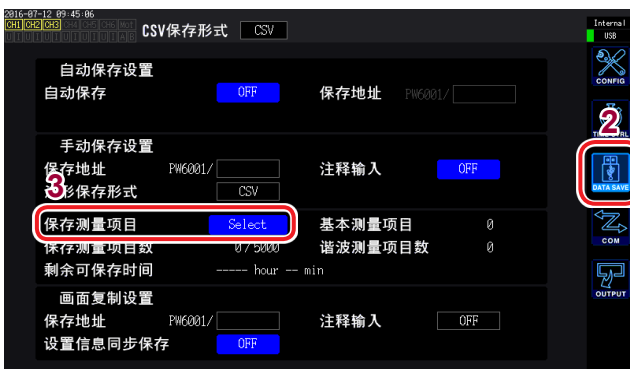 2016-07-12 09:45:06
CH1 CH2 CH3 CH4 CH5 CH6 Mot
U I U I U I U I U I U I A B
CSV保存形式 CSV
Internal
USB
自动保存设置
自动保存 OFF 保存地址 PW6001/
CONFIG
手动保存设置
保存地址 PW6001/ 注释输入 OFF
2
3
形保存形式 CSV
DATA SAVE
保存测量项目 Select 基本测量项目 0
保存测量项目数 0 / 5000 谐波测量项目数 0
COM
剩余可保存时间 ----- hour -- min
画面复制设置
OUTPUT
保存地址 PW6001/ 注释输入 OFF
设置信息同步保存 OFF